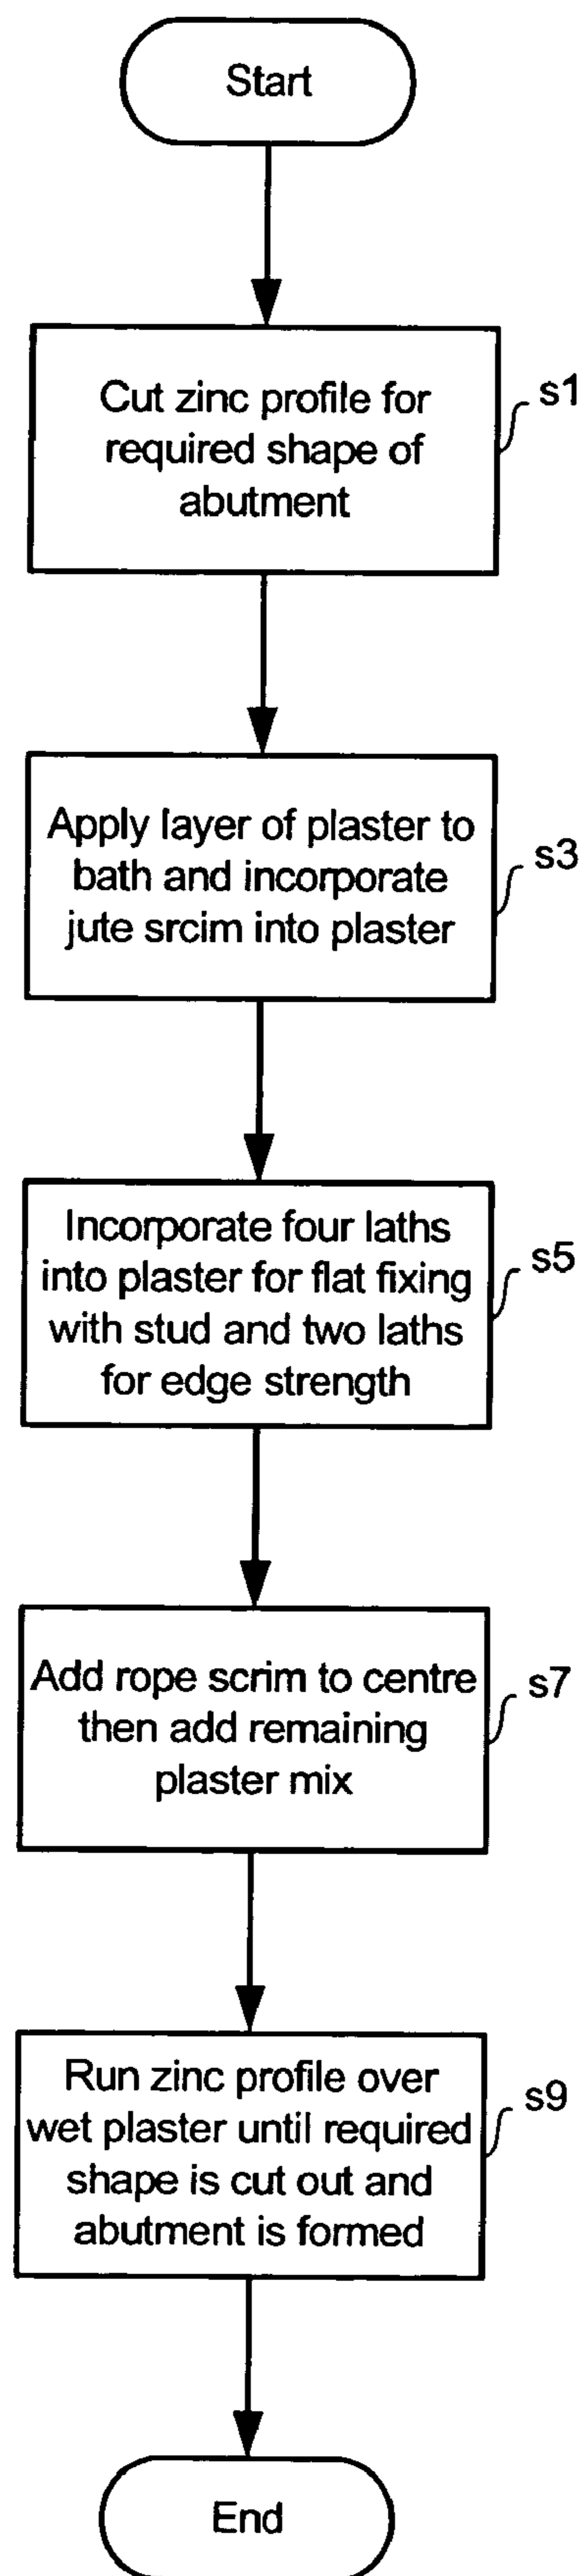 Start
Cut zinc profile for
required shape of
abutment
s1
Apply layer of plaster to
bath and incorporate
jute srcim into plaster
s3
Incorporate four laths
into plaster for flat fixing
with stud and two laths
for edge strength
s5
Add rope scrim to centre
then add remaining
plaster mix
s7
Run zinc profile over
wet plaster until required
shape is cut out and
abutment is formed
s9
End